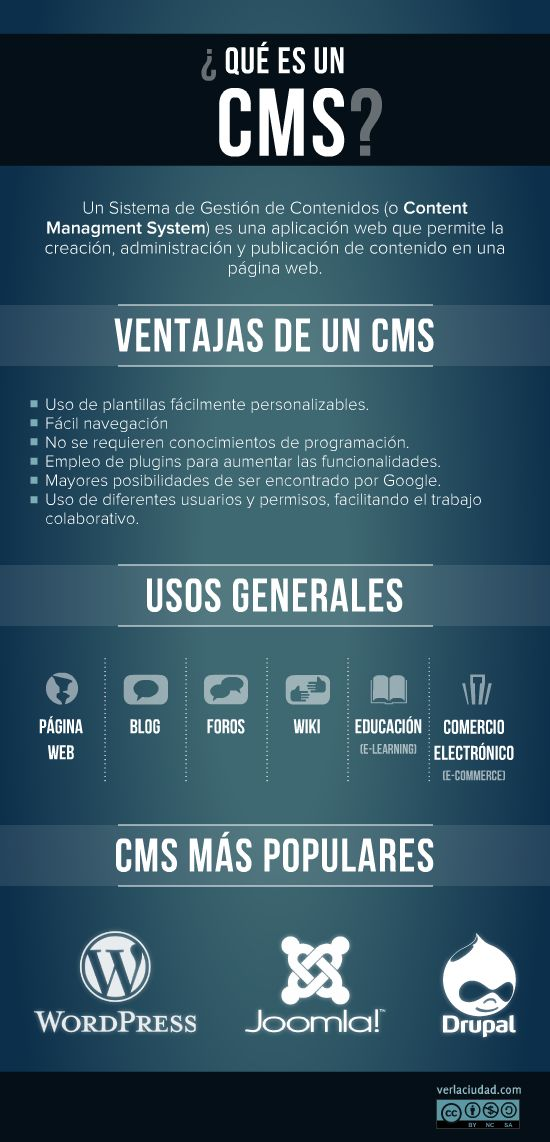 ¿ QUÉ ES UN
CMS?
Un Sistema de Gestión de Contenidos (o Content
Managment System) es una aplicación web que permite la
creación, administración y publicación de contenido en una
página web.
VENTAJAS DE UN CMS
Uso de plantillas fácilmente personalizables.
Fácil navegación
No se requieren conocimientos de programación.
Empleo de plugins para aumentar las funcionalidades.
Mayores posibilidades de ser encontrado por Google.
Uso de diferentes usuarios y permisos, facilitando el trabajo
colaborativo.
USOS GENERALES
PÁGINA
WEB
BLOG
FOROS
WIKI
EDUCACIÓN
(E-LEARNING)
COMERCIO
ELECTRÓNICO
(E-COMMERCE)
CMS MÁS POPULARES
W
WORDPRESS
Joomla!™
Drupal
verlaciudad.com
cc
BY NC SA